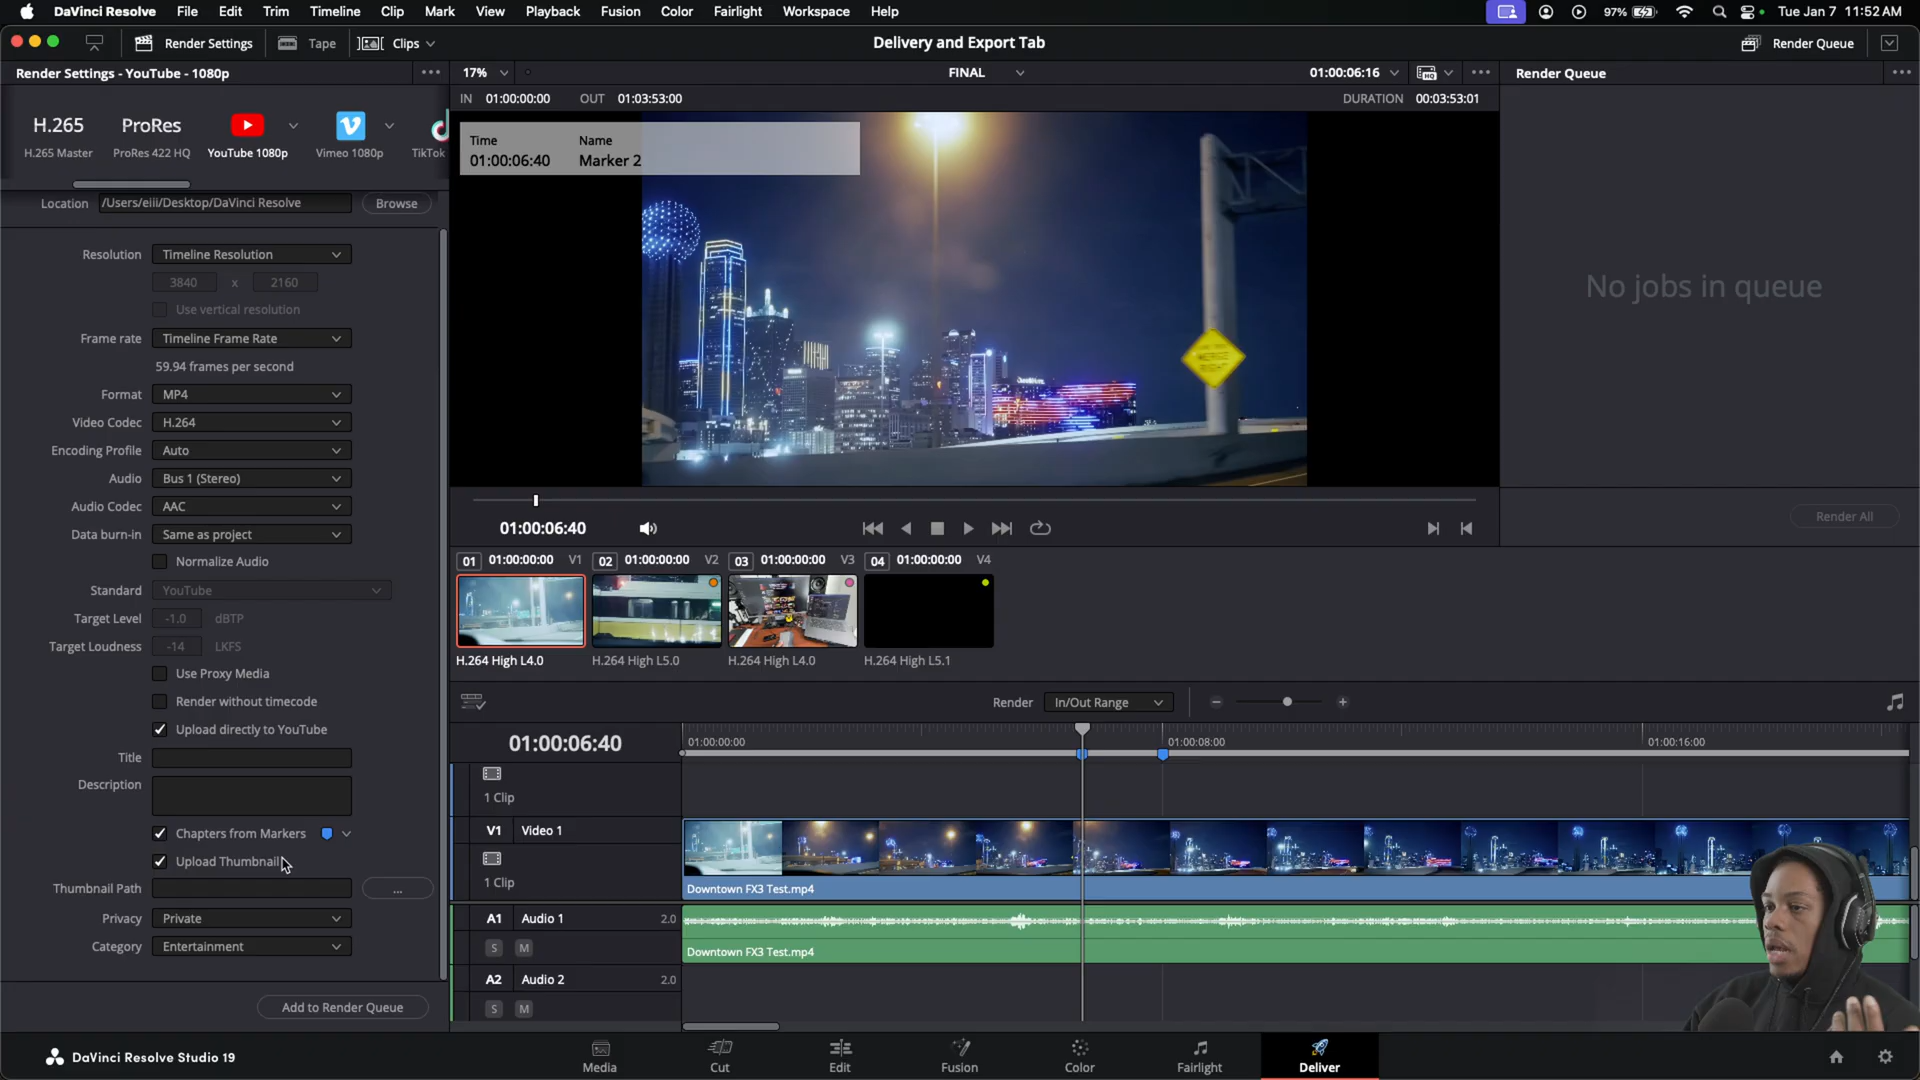 DaVinci Resolve File Edit Trim Timeline Clip Mark View Playback Fusion Color Fairlight Workspace Help 97% Tue Jan 7 11:52 AM
Render Settings Tape Clips Delivery and Export Tab Render Queue
Render Settings - YouTube - 1080p 17% FINAL 01:00:06:16 Render Queue
IN 01:00:00:00 OUT 01:03:53:00 DURATION 00:03:53:01
H.265 ProRes
H.265 Master ProRes 422 HQ YouTube 1080p Vimeo 1080p TikTok
Time Name
01:00:06:40 Marker 2
Location /Users/eiii/Desktop/DaVinci Resolve Browse
Resolution Timeline Resolution
3840 x 2160
Use vertical resolution
Frame rate Timeline Frame Rate
59.94 frames per second
Format MP4
Video Codec H.264
Encoding Profile Auto
Audio Bus 1 (Stereo)
Audio Codec AAC
Data burn-in Same as project
Normalize Audio
Standard YouTube
Target Level -1.0 dBTP
Target Loudness -14 LKFS
Use Proxy Media
Render without timecode
Upload directly to YouTube
Title
Description
Chapters from Markers
Upload Thumbnail
Thumbnail Path ...
Privacy Private
Category Entertainment
Add to Render Queue
No jobs in queue
Render All
01:00:06:40
01 01:00:00:00 V1 02 01:00:00:00 V2 03 01:00:00:00 V3 04 01:00:00:00 V4
H.264 High L4.0 H.264 High L5.0 H.264 High L4.0 H.264 High L5.1
Render In/Out Range
01:00:06:40 01:00:00:00 01:00:08:00 01:00:16:00
1 Clip
V1 Video 1
1 Clip
Downtown FX3 Test.mp4
A1 Audio 1 2.0
S M
Downtown FX3 Test.mp4
A2 Audio 2 2.0
S M
DaVinci Resolve Studio 19
Media Cut Edit Fusion Color Fairlight Deliver